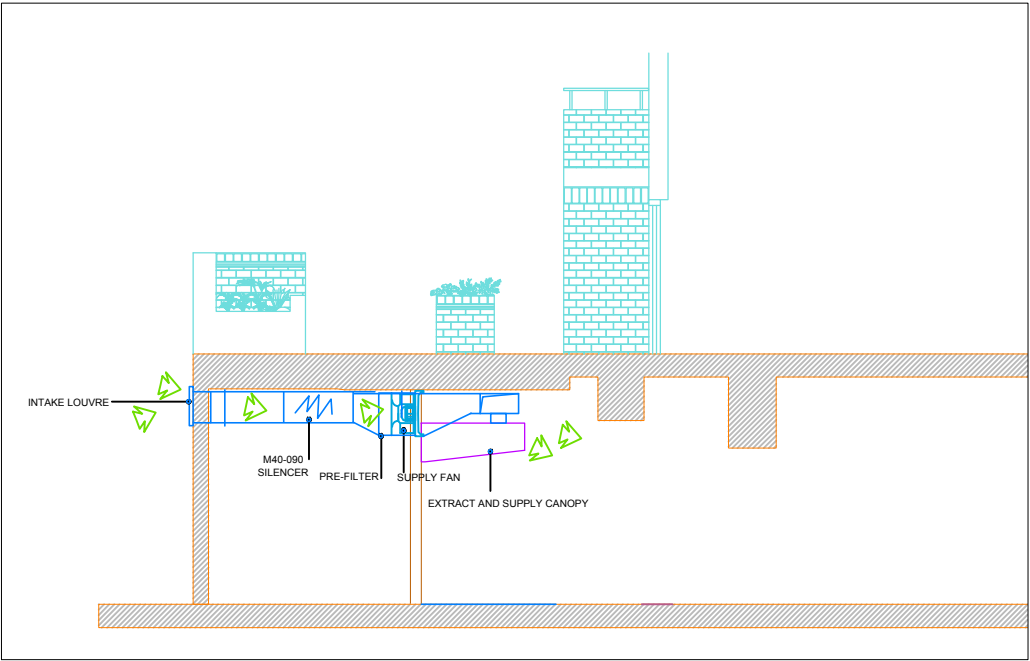 INTAKE LOUVRE
M40-090
SILENCER
PRE-FILTER
SUPPLY FAN
EXTRACT AND SUPPLY CANOPY